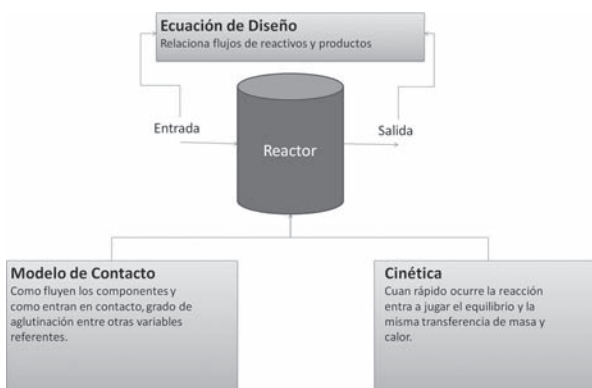 Ecuación de Diseño
Relaciona flujos de reactivos y productos
Entrada
Reactor
Salida
Modelo de Contacto
Como fluyen los componentes y
como entran en contacto, grado de
aglutinación entre otras variables
referentes.
Cinética
Cuan rápido ocurre la reacción
entra a jugar el equilibrio y la
misma transferencia de masa y
calor.